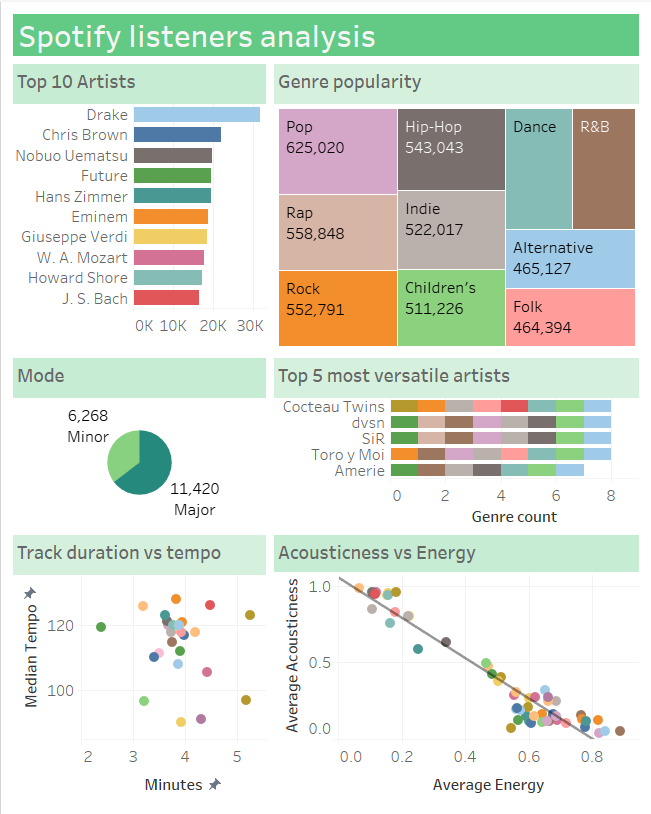 Spotify listeners analysis
Top 10 Artists
Drake
Chris Brown
Nobuo Uematsu
Future
Hans Zimmer
Eminem
Giuseppe Verdi
W. A. Mozart
Howard Shore
J. S. Bach
0K 10K 20K 30K
Genre popularity
Pop
625,020
Rap
558,848
Rock
552,791
Hip-Hop
543,043
Indie
522,017
Children's
511,226
Dance
R&B
Alternative
465,127
Folk
464,394
Mode
6,268
Minor
11,420
Major
Top 5 most versatile artists
Cocteau Twins
dvsn
SiR
Toro y Moi
Amerie
0 2 4 6 8
Genre count
Track duration vs tempo
Median Tempo
120
100
2 3 4 5
Minutes
Acousticness vs Energy
Average Acousticness
1.0
0.5
0.0
0.0 0.2 0.4 0.6 0.8
Average Energy